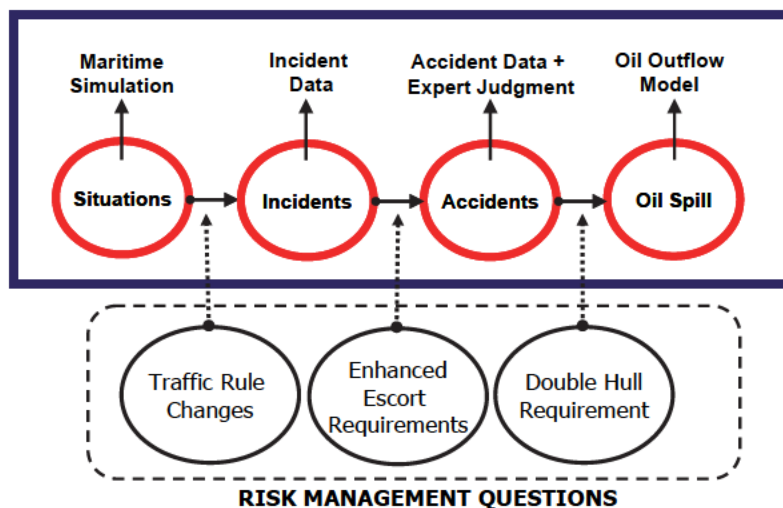 Maritime
Simulation
Incident
Data
Accident Data +
Expert Judgment
Oil Outflow
Model
Situations
Incidents
Accidents
Oil Spill
Traffic Rule
Changes
Enhanced
Escort
Requirements
Double Hull
Requirement
RISK MANAGEMENT QUESTIONS